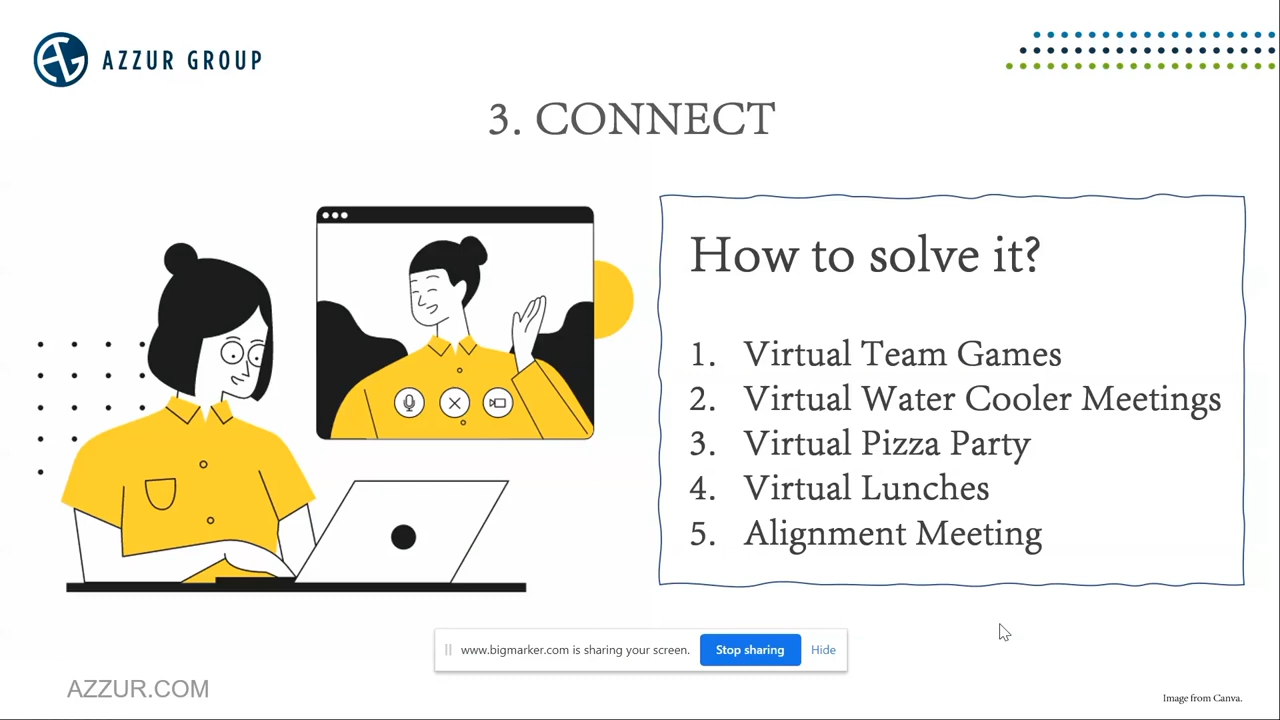 AZZUR GROUP
3. CONNECT
How to solve it?
1. Virtual Team Games
2. Virtual Water Cooler Meetings
3. Virtual Pizza Party
4. Virtual Lunches
5. Alignment Meeting
www.bigmarker.com is sharing your screen. Stop sharing Hide
AZZUR.COM
Image from Canva.